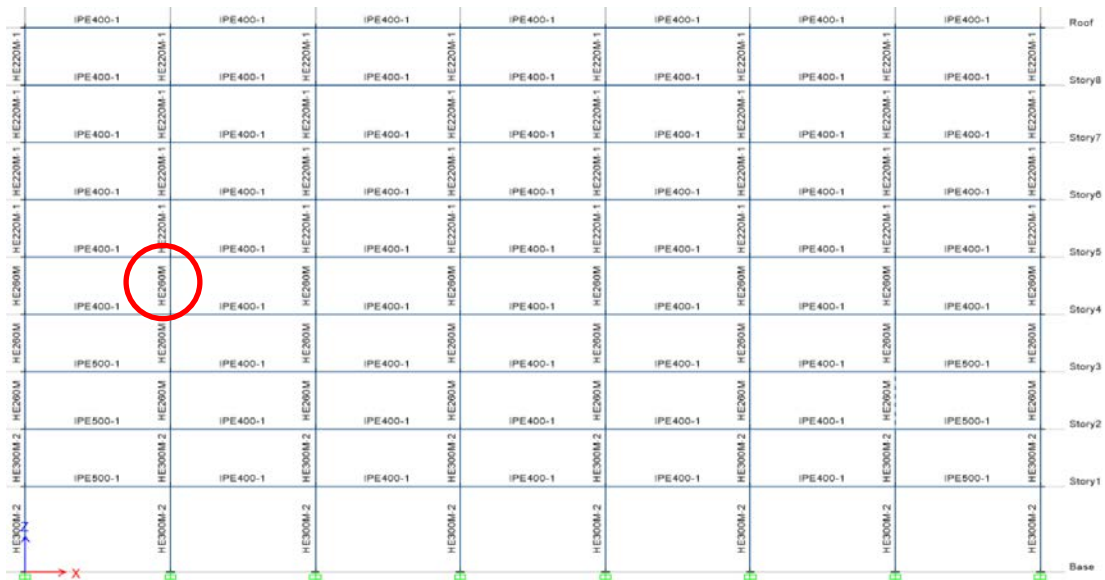 IPE400-1 IPE400-1 IPE400-1 IPE400-1 IPE400-1 IPE400-1 IPE400-1 Roof
HE220M-1 HE220M-1 HE220M-1 HE220M-1 HE220M-1 HE220M-1 HE220M-1 HE220M-1
IPE400-1 IPE400-1 IPE400-1 IPE400-1 IPE400-1 IPE400-1 IPE400-1 Story8
HE220M-1 HE220M-1 HE220M-1 HE220M-1 HE220M-1 HE220M-1 HE220M-1 HE220M-1
IPE400-1 IPE400-1 IPE400-1 IPE400-1 IPE400-1 IPE400-1 IPE400-1 Story7
HE220M-1 HE220M-1 HE220M-1 HE220M-1 HE220M-1 HE220M-1 HE220M-1 HE220M-1
IPE400-1 IPE400-1 IPE400-1 IPE400-1 IPE400-1 IPE400-1 IPE400-1 Story6
HE220M-1 HE220M-1 HE220M-1 HE220M-1 HE220M-1 HE220M-1 HE220M-1 HE220M-1
IPE400-1 IPE400-1 IPE400-1 IPE400-1 IPE400-1 IPE400-1 IPE400-1 Story5
HE260M HE260M HE260M HE260M HE260M HE260M HE260M HE260M
IPE400-1 IPE400-1 IPE400-1 IPE400-1 IPE400-1 IPE400-1 IPE400-1 Story4
HE260M HE260M HE260M HE260M HE260M HE260M HE260M HE260M
IPE500-1 IPE400-1 IPE400-1 IPE400-1 IPE400-1 IPE400-1 IPE500-1 Story3
HE260M HE260M HE260M HE260M HE260M HE260M HE260M HE260M
IPE500-1 IPE400-1 IPE400-1 IPE400-1 IPE400-1 IPE400-1 IPE500-1 Story2
HE300M-2 HE300M-2 HE300M-2 HE300M-2 HE300M-2 HE300M-2 HE300M-2 HE300M-2
IPE500-1 IPE400-1 IPE400-1 IPE400-1 IPE400-1 IPE400-1 IPE500-1 Story1
HE300M-2 HE300M-2 HE300M-2 HE300M-2 HE300M-2 HE300M-2 HE300M-2 HE300M-2
Z
X Base